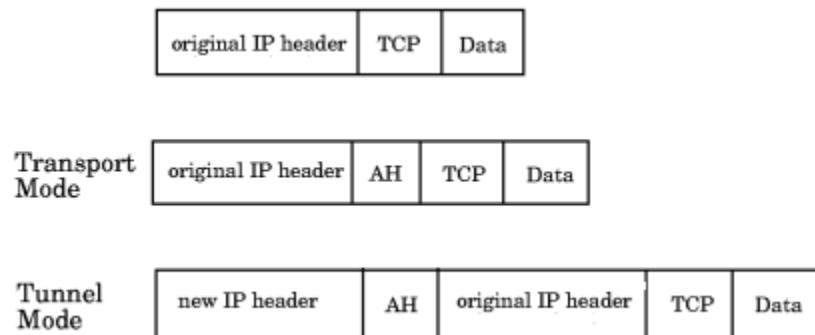 original IP header TCP Data
Transport Mode
original IP header AH TCP Data
Tunnel Mode
new IP header AH original IP header TCP Data